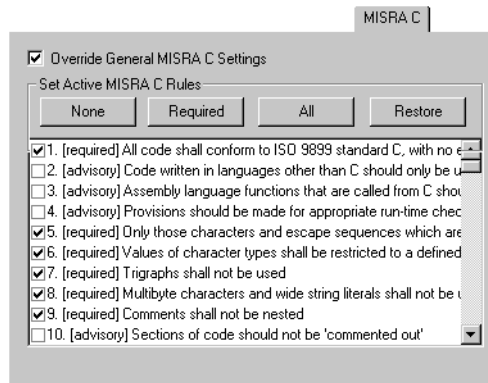 MISRA C
Override General MISRA C Settings
Set Active MISRA C Rules
None Required All Restore
1. [required] All code shall conform to ISO 9899 standard C, with no
2. [advisory] Code written in languages other than C should only be
3. [advisory] Assembly language functions that are called from C
4. [advisory] Provisions should be made for appropriate run-time
5. [required] Only those characters and escape sequences which are
6. [required] Values of character types shall be restricted to a defined
7. [required] Trigraphs shall not be used
8. [required] Multibyte characters and wide string literals shall not be
9. [required] Comments shall not be nested
10. [advisory] Sections of code should not be 'commented out'